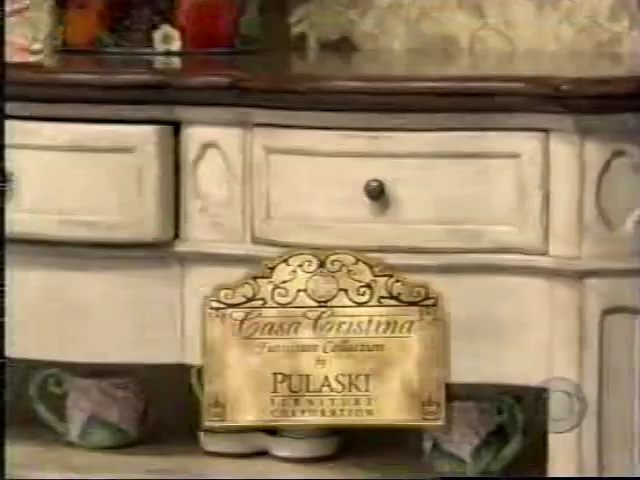 Casa Cristina
Furniture Collection
by
PULASKI
FURNITURE
CORPORATION